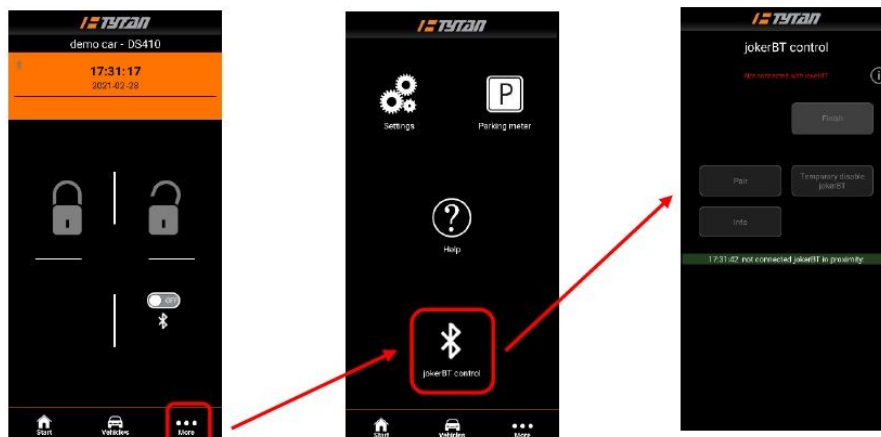 TYTAN
demo car - DS410
17:31:17
2021-02-28
OFF
Start
Vehicles
More
TYTAN
Settings
Parking meter
Help
jokerBT control
Start
Vehicles
More
TYTAN
jokerBT control
Not connected with jokerBT
Finish
Pair
Temporary disable
jokerBT
Info
17:31:42 not connected jokerBT in proximity